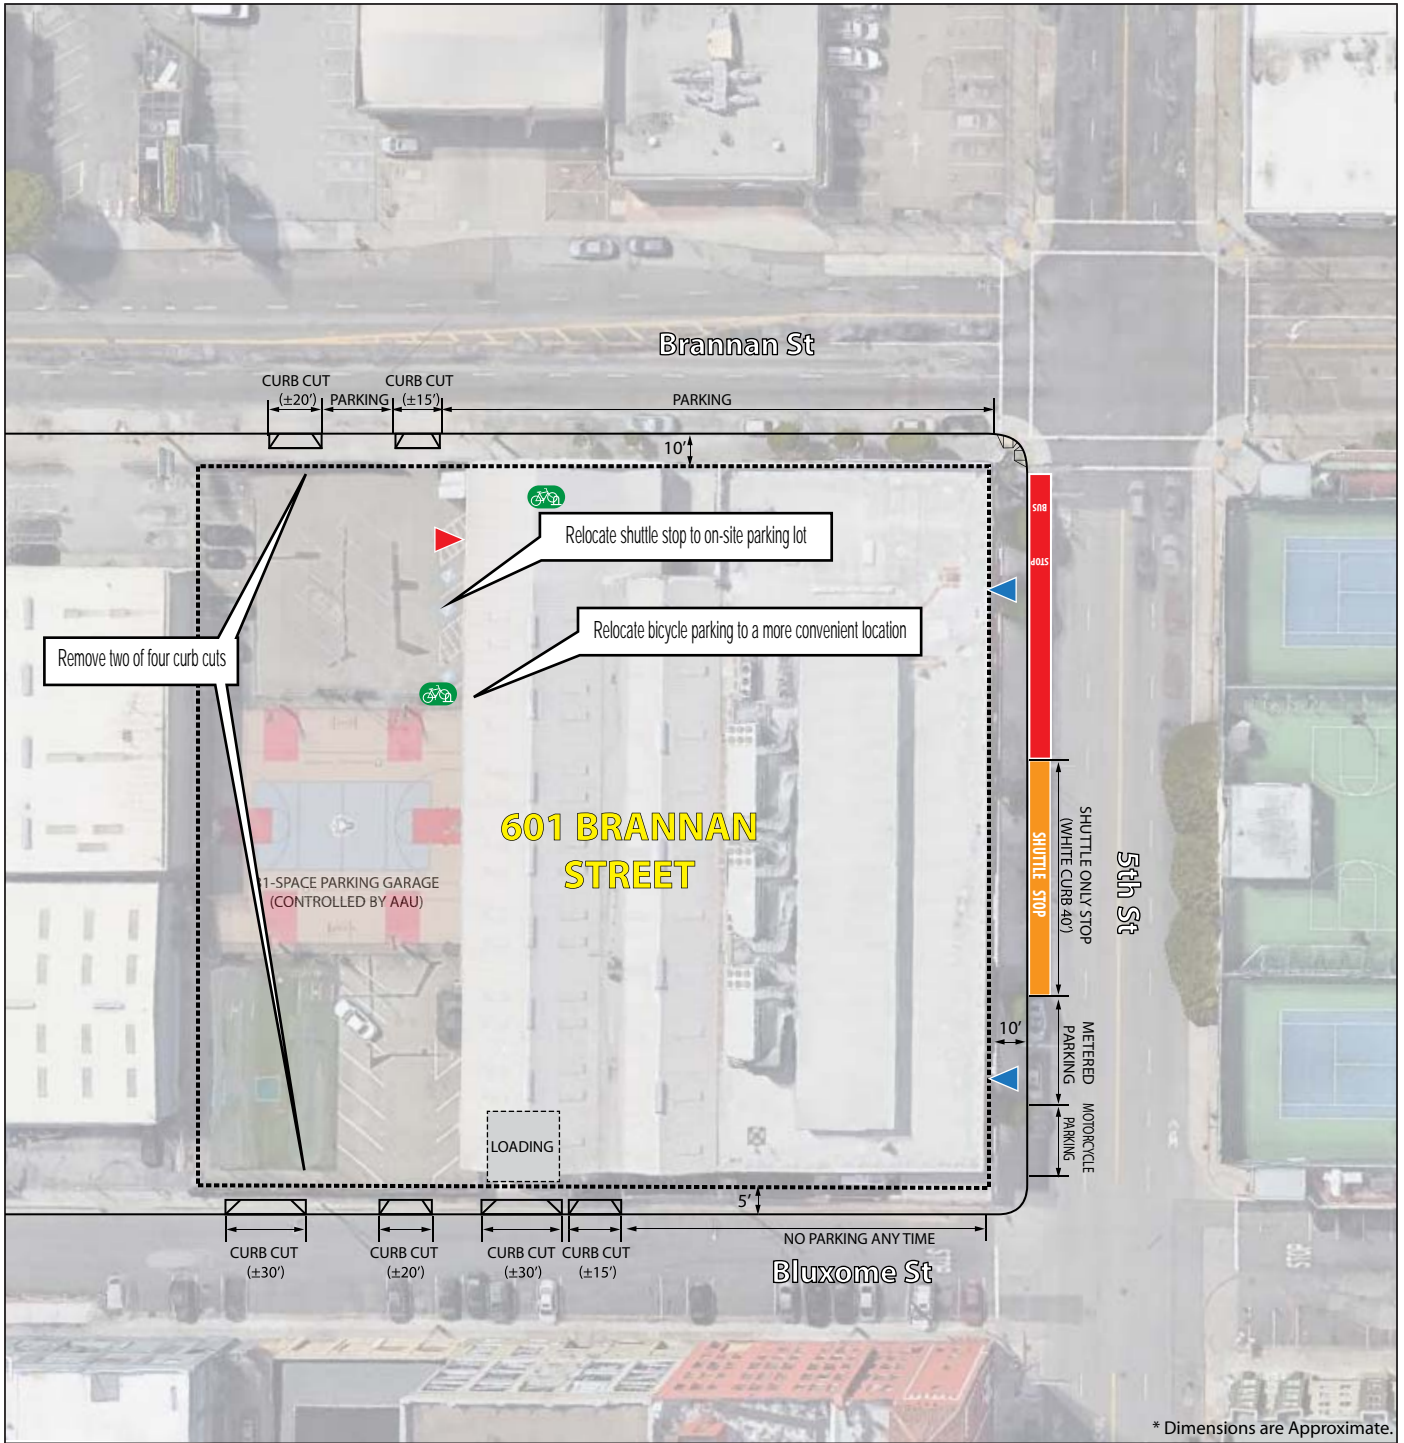 Brannan St
CURB CUT
(±20')
PARKING
CURB CUT
(±15')
PARKING
10'
BUS STOP
Relocate shuttle stop to on-site parking lot
Relocate bicycle parking to a more convenient location
Remove two of four curb cuts
601 BRANNAN
STREET
1-SPACE PARKING GARAGE
(CONTROLLED BY AAU)
SHUTTLE STOP
SHUTTLE ONLY STOP
(WHITE CURB 40')
5th St
10'
METERED
PARKING
MOTORCYCLE
PARKING
LOADING
5'
CURB CUT
(±30')
CURB CUT
(±20')
CURB CUT
(±30')
CURB CUT
(±15')
NO PARKING ANY TIME
Bluxome St
STOP
* Dimensions are Approximate.